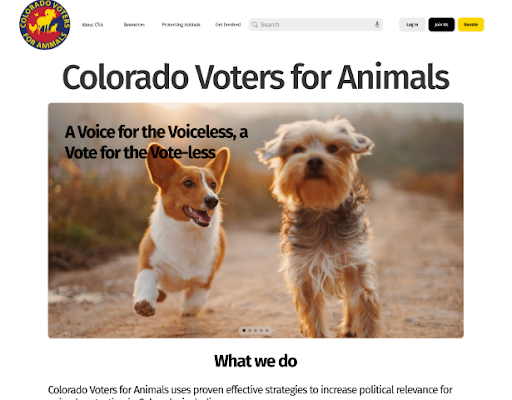 COLORADO VOTERS
FOR ANIMALS
About CVA Resources Protecting Animals Get Involved Search Log In Join Us Donate
Colorado Voters for Animals
A Voice for the Voiceless, a
Vote for the Vote-less
What we do
Colorado Voters for Animals uses proven effective strategies to increase political relevance for